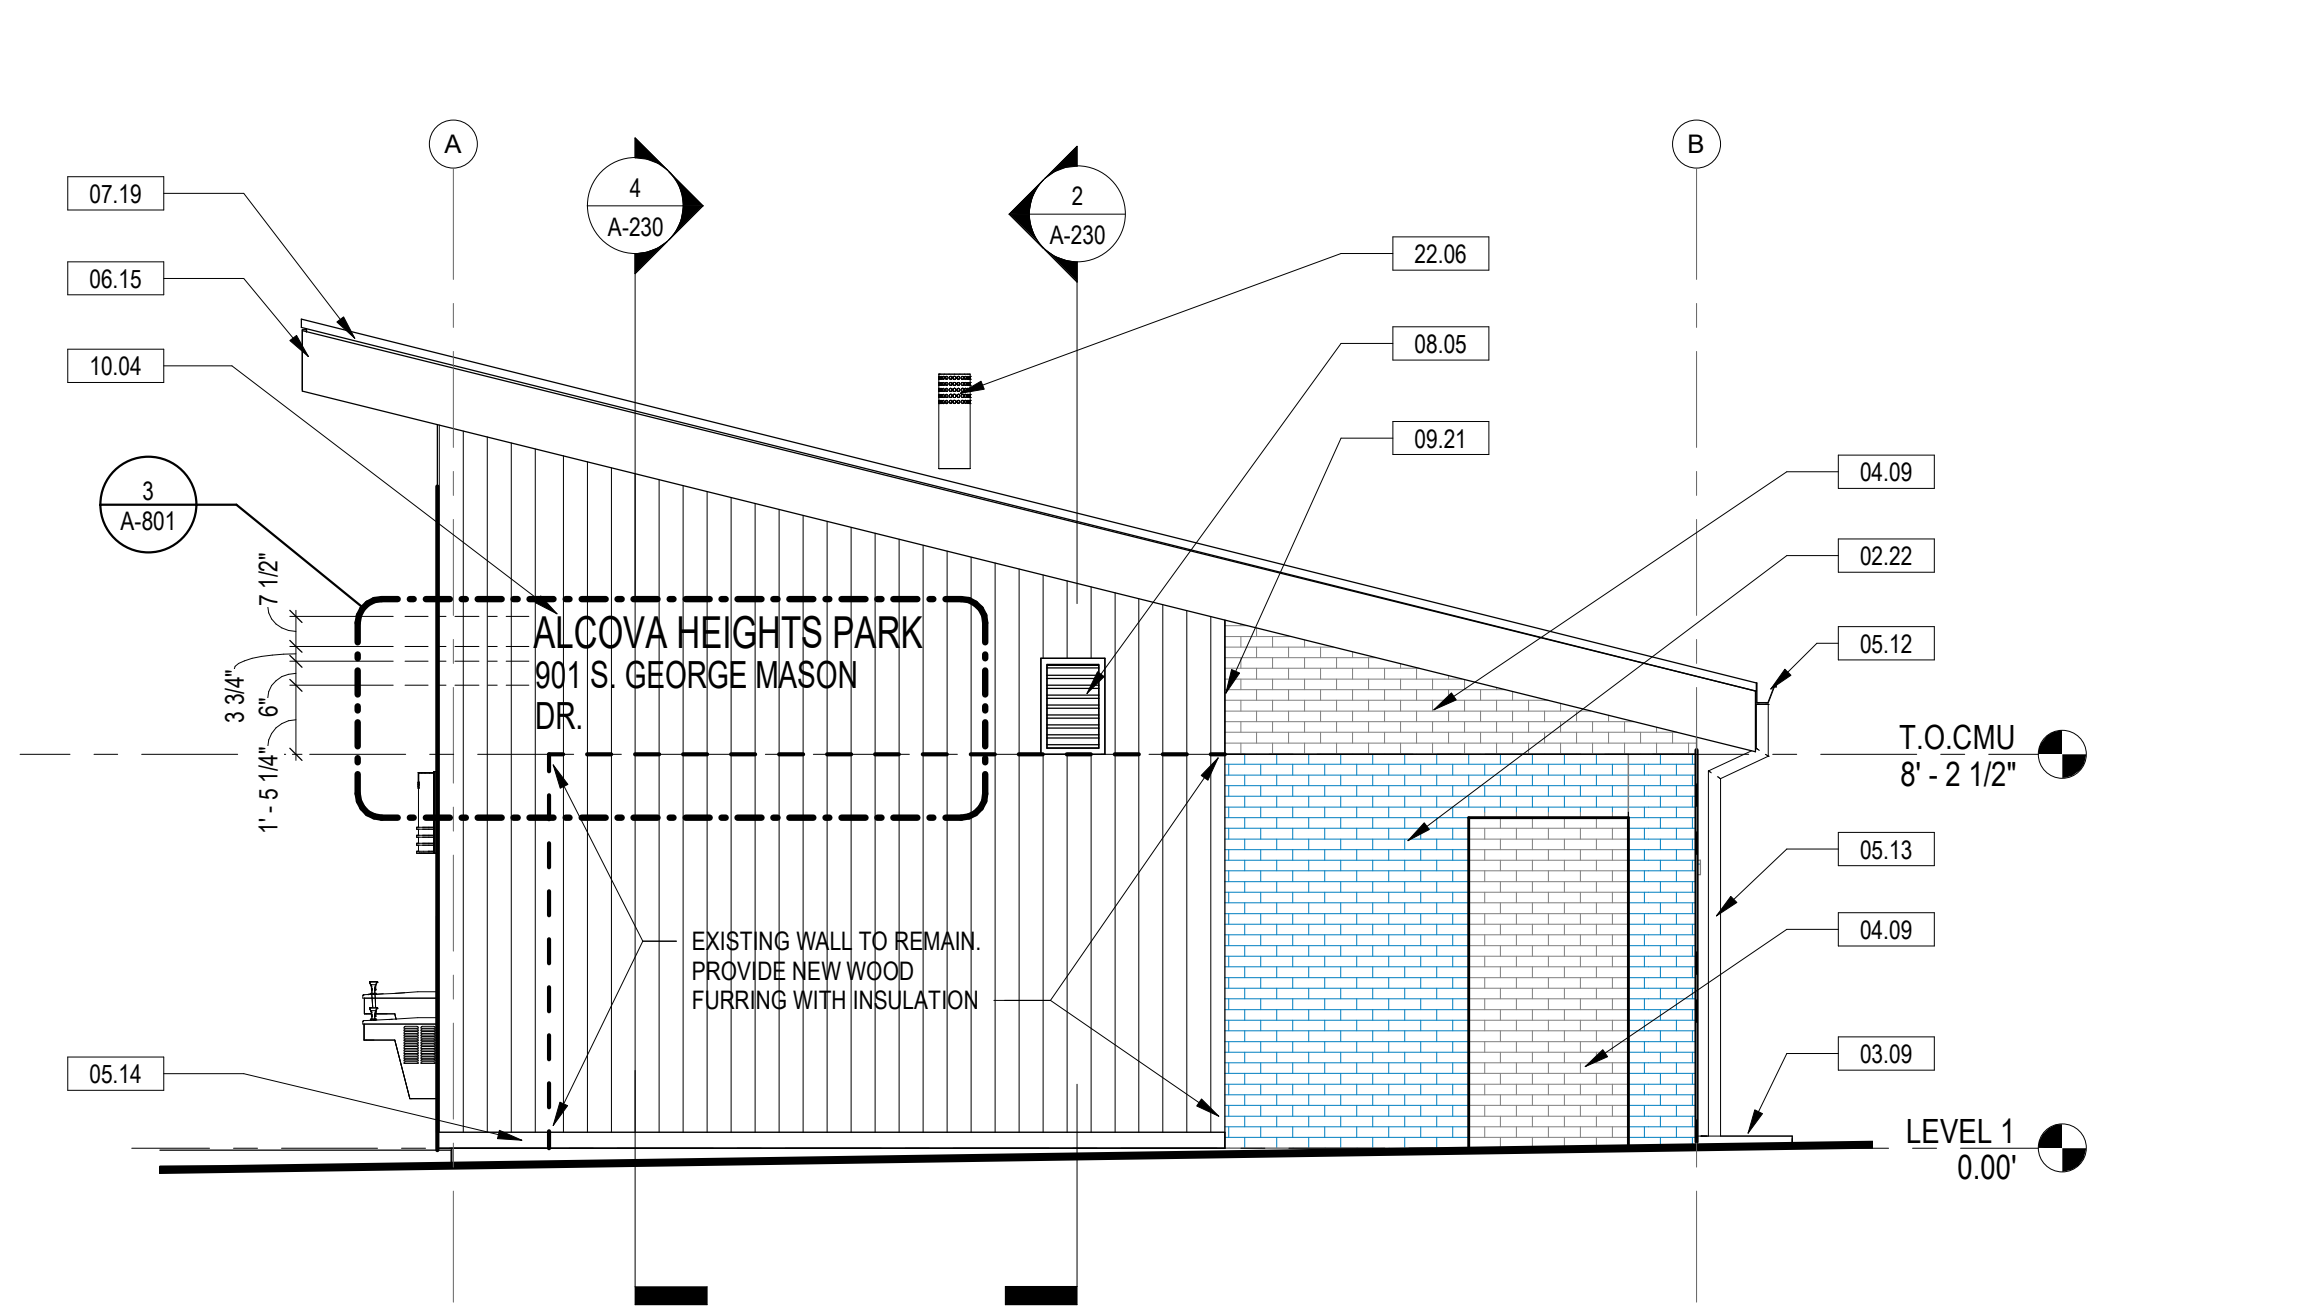 A
B
07.19
4
A-230
2
A-230
22.06
06.15
08.05
10.04
09.21
04.09
3
A-801
02.22
7 1/2"
3 3/4"
6"
1' - 5 1/4"
ALCOVA HEIGHTS PARK
901 S. GEORGE MASON
DR.
05.12
T.O.CMU
8' - 2 1/2"
05.13
EXISTING WALL TO REMAIN.
PROVIDE NEW WOOD
FURRING WITH INSULATION
04.09
05.14
03.09
LEVEL 1
0.00'